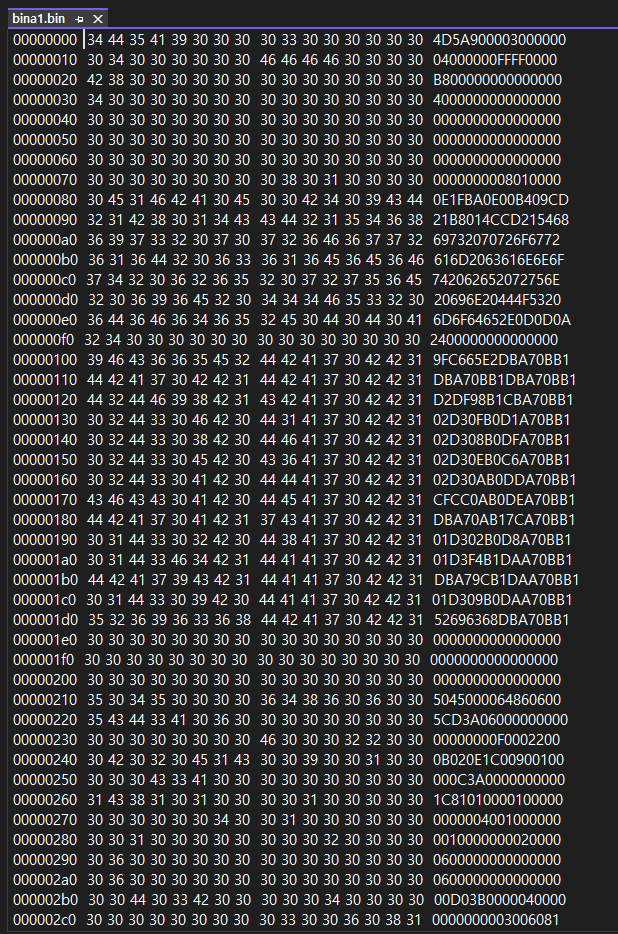 bina1.bin
00000000 34 44 35 41 39 30 30 30 30 33 30 30 30 30 30 30 4D5A900003000000
00000010 30 34 30 30 30 30 30 30 46 46 46 46 30 30 30 30 04000000FFFF0000
00000020 42 38 30 30 30 30 30 30 30 30 30 30 30 30 30 30 B800000000000000
00000030 34 30 30 30 30 30 30 30 30 30 30 30 30 30 30 30 4000000000000000
00000040 30 30 30 30 30 30 30 30 30 30 30 30 30 30 30 30 0000000000000000
00000050 30 30 30 30 30 30 30 30 30 30 30 30 30 30 30 30 0000000000000000
00000060 30 30 30 30 30 30 30 30 30 30 30 30 30 30 30 30 0000000000000000
00000070 30 30 30 30 30 30 30 30 30 38 30 31 30 30 30 30 0000000008010000
00000080 30 45 31 46 42 41 30 45 30 30 42 34 30 39 43 44 0E1FBA0E00B409CD
00000090 32 31 42 38 30 31 34 43 43 44 32 31 35 34 36 38 21B8014CCD215468
000000a0 36 39 37 33 32 30 37 30 37 32 36 46 36 37 37 32 69732070726F6772
000000b0 36 31 36 44 32 30 36 33 36 31 36 45 36 45 36 46 616D2063616E6E6F
000000c0 37 34 32 30 36 32 36 35 32 30 37 32 37 35 36 45 742062652072756E
000000d0 32 30 36 39 36 45 32 30 34 34 34 46 35 33 32 30 20696E20444F5320
000000e0 36 44 36 46 36 34 36 35 32 45 30 44 30 44 30 41 6D6F64652E0D0D0A
000000f0 32 34 30 30 30 30 30 30 30 30 30 30 30 30 30 30 2400000000000000
00000100 39 46 43 36 36 35 45 32 44 42 41 37 30 42 42 31 9FC665E2DBA70BB1
00000110 44 42 41 37 30 42 42 31 44 42 41 37 30 42 42 31 DBA70BB1DBA70BB1
00000120 44 32 44 46 39 38 42 31 43 42 41 37 30 42 42 31 D2DF98B1CBA70BB1
00000130 30 32 44 33 30 46 42 30 44 31 41 37 30 42 42 31 02D30FB0D1A70BB1
00000140 30 32 44 33 30 38 42 30 44 46 41 37 30 42 42 31 02D308B0DFA70BB1
00000150 30 32 44 33 30 45 42 30 43 36 41 37 30 42 42 31 02D30EB0C6A70BB1
00000160 30 32 44 33 30 41 42 30 44 44 41 37 30 42 42 31 02D30AB0DDA70BB1
00000170 43 46 43 43 30 41 42 30 44 45 41 37 30 42 42 31 CFCC0AB0DEA70BB1
00000180 44 42 41 37 30 41 42 31 37 43 41 37 30 42 42 31 DBA70AB17CA70BB1
00000190 30 31 44 33 30 32 42 30 44 38 41 37 30 42 42 31 01D302B0D8A70BB1
000001a0 30 31 44 33 46 34 42 31 44 41 41 37 30 42 42 31 01D3F4B1DAA70BB1
000001b0 44 42 41 37 39 43 42 31 44 41 41 37 30 42 42 31 DBA79CB1DAA70BB1
000001c0 30 31 44 33 30 39 42 30 44 41 41 37 30 42 42 31 01D309B0DAA70BB1
000001d0 35 32 36 39 36 33 36 38 44 42 41 37 30 42 42 31 52696368DBA70BB1
000001e0 30 30 30 30 30 30 30 30 30 30 30 30 30 30 30 30 0000000000000000
000001f0 30 30 30 30 30 30 30 30 30 30 30 30 30 30 30 30 0000000000000000
00000200 30 30 30 30 30 30 30 30 30 30 30 30 30 30 30 30 0000000000000000
00000210 35 30 34 35 30 30 30 30 36 34 38 36 30 36 30 30 5045000064860600
00000220 35 43 44 33 41 30 36 30 30 30 30 30 30 30 30 30 5CD3A06000000000
00000230 30 30 30 30 30 30 30 30 46 30 30 30 32 32 30 30 00000000F0002200
00000240 30 42 30 32 30 45 31 43 30 30 39 30 30 31 30 30 0B020E1C00900100
00000250 30 30 30 43 33 41 30 30 30 30 30 30 30 30 30 30 000C3A0000000000
00000260 31 43 38 31 30 31 30 30 30 30 31 30 30 30 30 30 1C81010000100000
00000270 30 30 30 30 30 30 34 30 30 31 30 30 30 30 30 30 0000004001000000
00000280 30 30 31 30 30 30 30 30 30 30 30 32 30 30 30 30 0010000000020000
00000290 30 36 30 30 30 30 30 30 30 30 30 30 30 30 30 30 0600000000000000
000002a0 30 36 30 30 30 30 30 30 30 30 30 30 30 30 30 30 0600000000000000
000002b0 30 30 44 30 33 42 30 30 30 30 30 34 30 30 30 30 00D03B0000040000
000002c0 30 30 30 30 30 30 30 30 30 33 30 30 36 30 38 31 0000000003006081